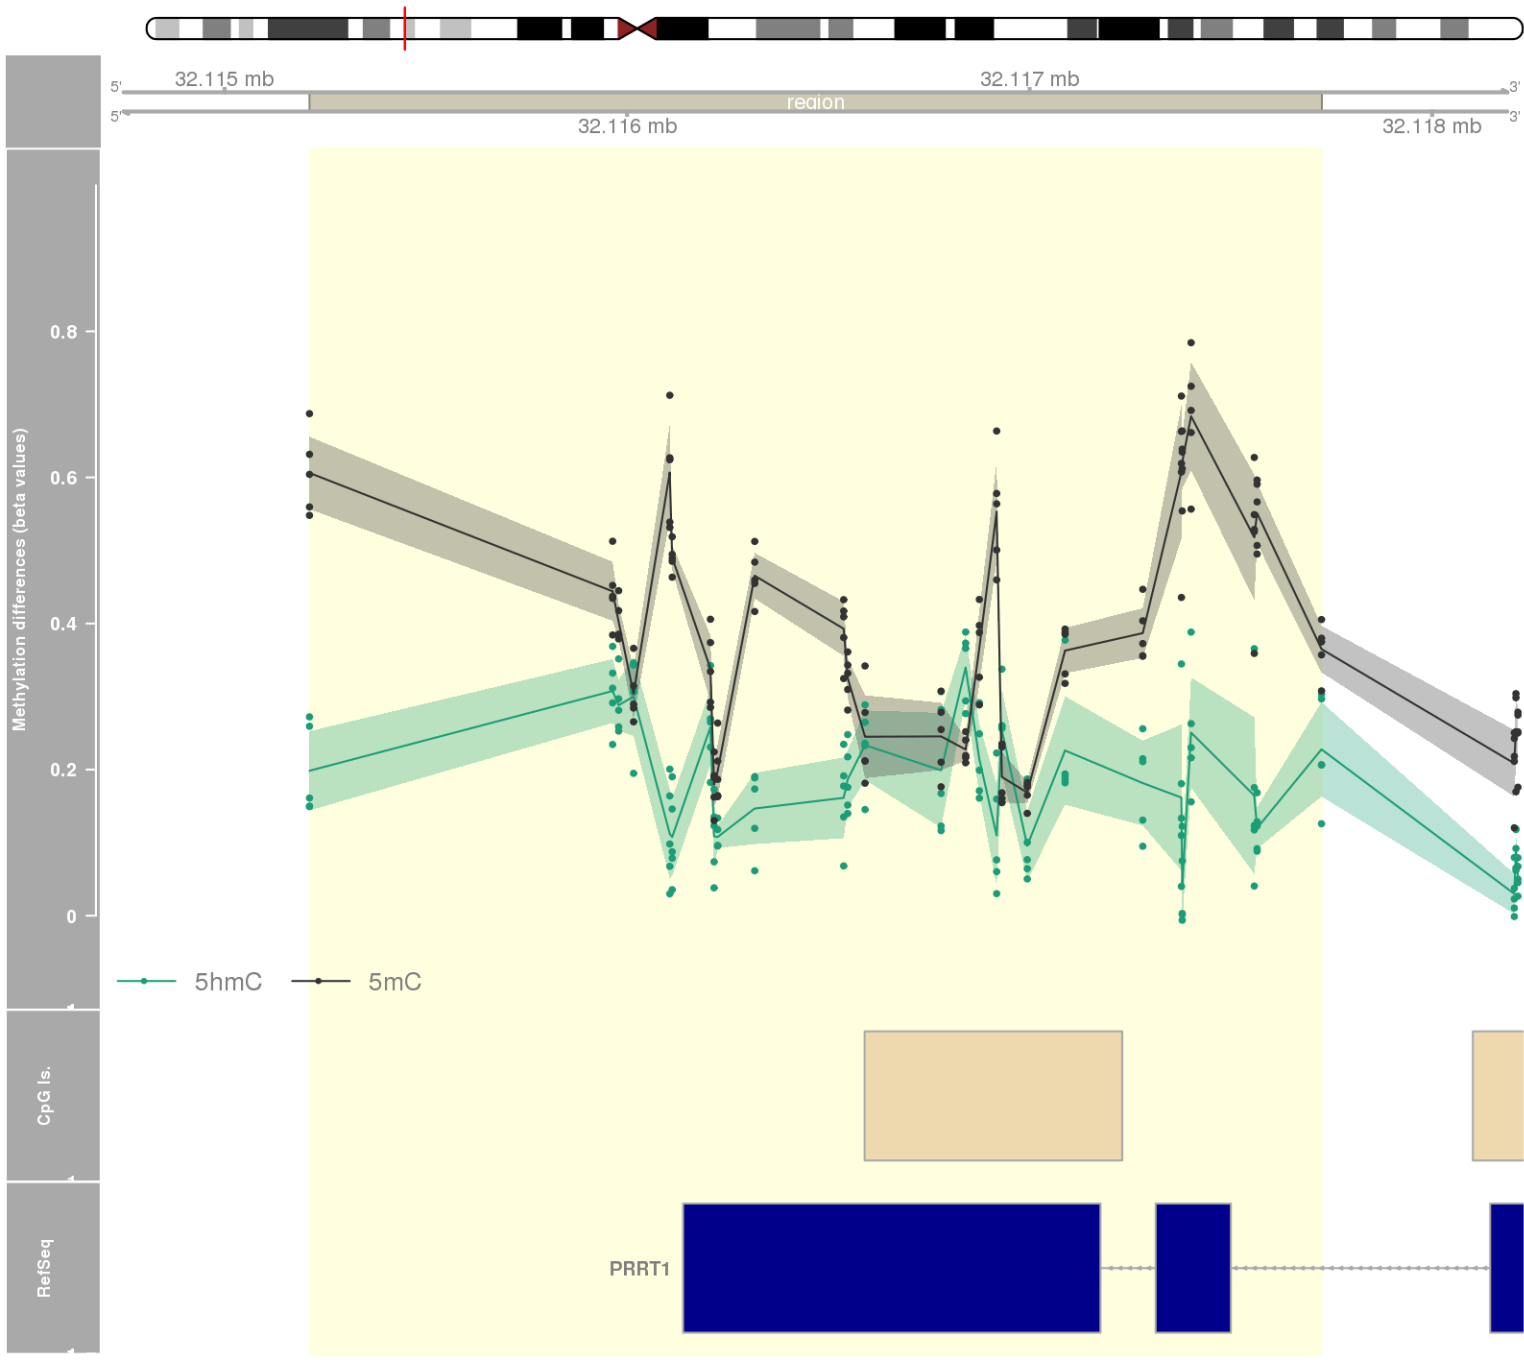 32.115 mb
32.117 mb
5'
3'
region
5'
3'
32.116 mb
32.118 mb
Methylation differences (beta values)
0.8
0.6
0.4
0.2
0
5hmC
5mC
CpG Is.
RefSeq
PRRT1